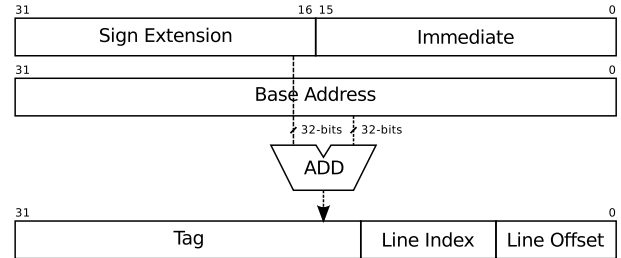 31 16 15 0
Sign Extension Immediate
31 0
Base Address
32-bits 32-bits
ADD
31 0
Tag Line Index Line Offset